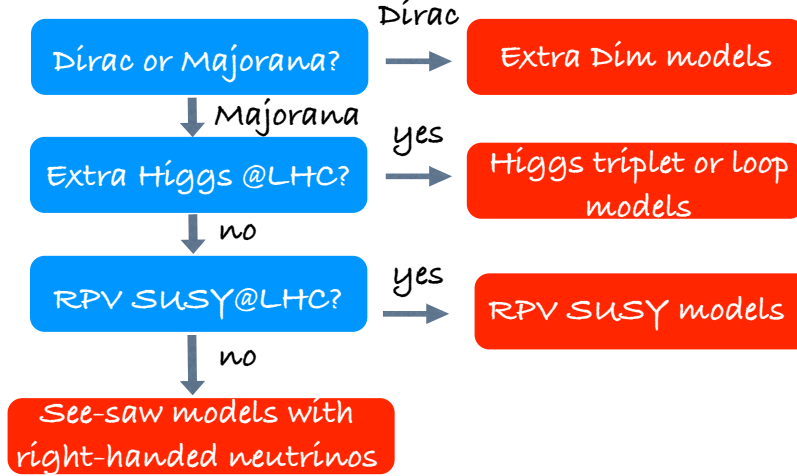 Dirac
Dirac or Majorana?
Extra Dim models
Majorana
yes
Extra Higgs @LHC?
Higgs triplet or loop
models
no
yes
RPV SUSY@LHC?
RPV SUSY models
no
See-saw models with
right-handed neutrinos